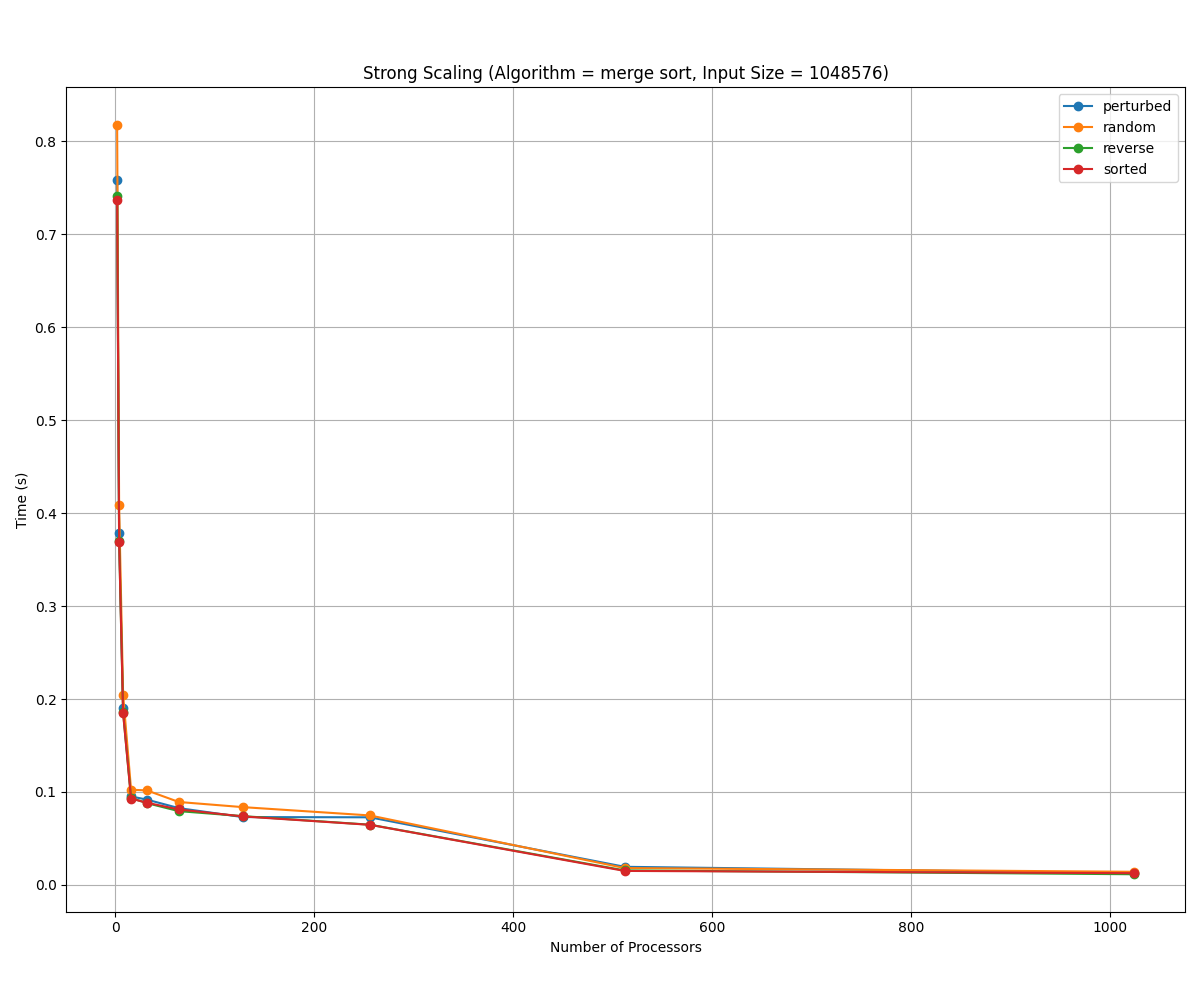 Strong Scaling (Algorithm = merge sort, Input Size = 1048576)
perturbed
random
reverse
sorted
0.8
0.7
0.6
0.5
0.4
0.3
0.2
0.1
0.0
Time (s)
0 200 400 600 800 1000
Number of Processors